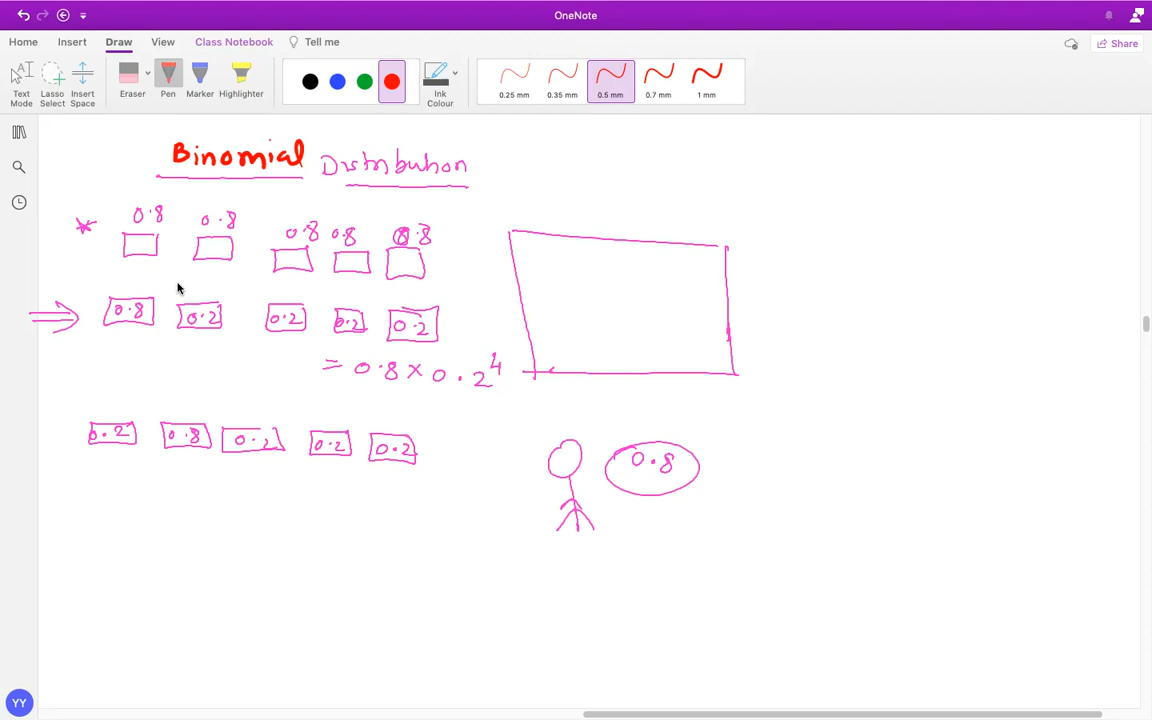 OneNote
Home Insert Draw View Class Notebook Tell me Share
Text Mode Lasso Select Insert Space Eraser Pen Marker Highlighter Ink Colour 0.25 mm 0.35 mm 0.5 mm 0.7 mm 1 mm
Binomial Distribution
* 0.8 0.8 0.8 0.8 0.8
⇒ 0.8 0.2 0.2 0.2 0.2
= 0.8 × 0.2⁴
0.2 0.8 0.2 0.2 0.2
0.8
YY